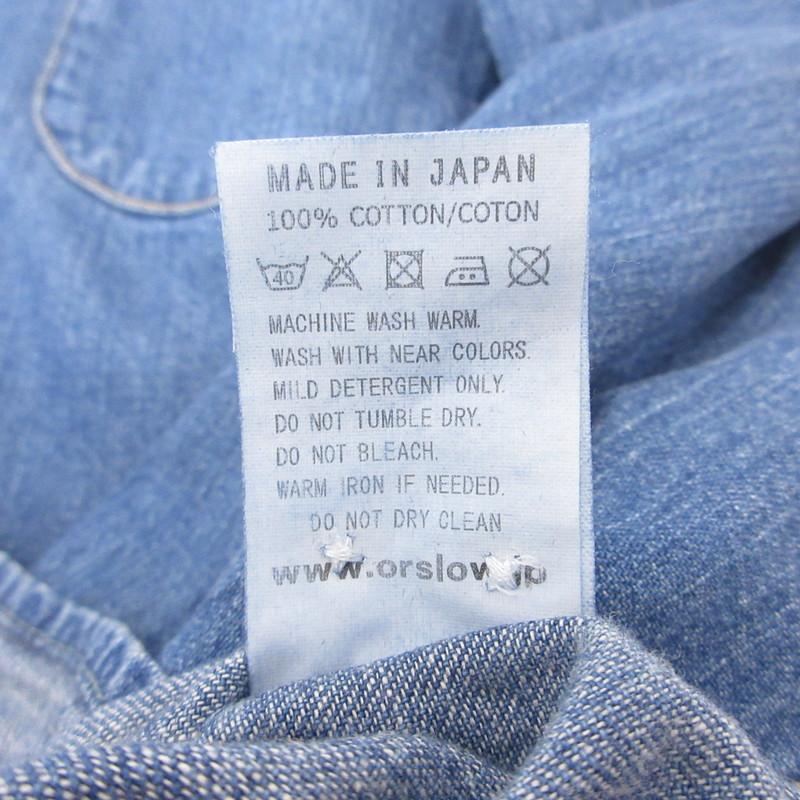 MADE IN JAPAN
100% COTTON/COTON
40
MACHINE WASH WARM.
WASH WITH NEAR COLORS.
MILD DETERGENT ONLY.
DO NOT TUMBLE DRY.
DO NOT BLEACH.
WARM IRON IF NEEDED.
DO NOT DRY CLEAN
www.orslow.jp